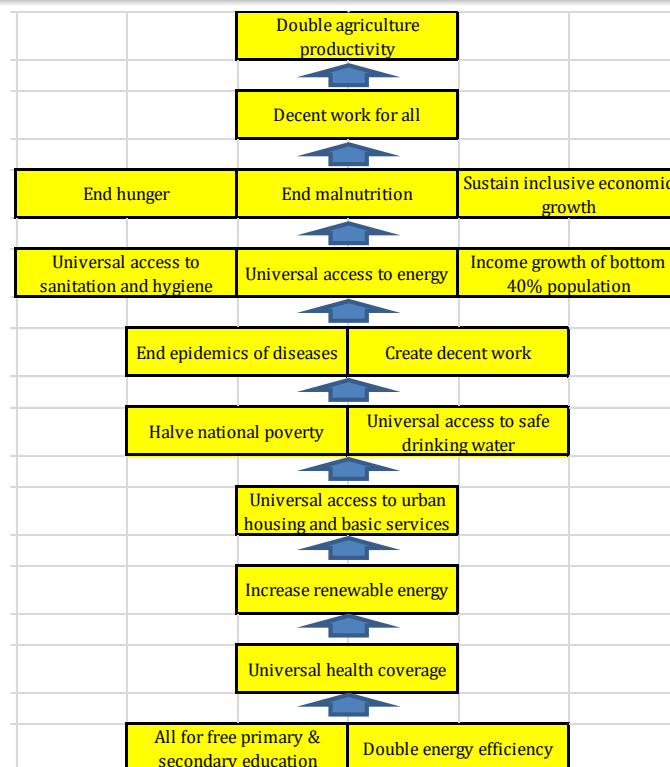 Double agriculture
productivity
Decent work for all
End hunger
End malnutrition
Sustain inclusive economic
growth
Universal access to
sanitation and hygiene
Universal access to energy
Income growth of bottom
40% population
End epidemics of diseases
Create decent work
Halve national poverty
Universal access to safe
drinking water
Universal access to urban
housing and basic services
Increase renewable energy
Universal health coverage
All for free primary &
secondary education
Double energy efficiency